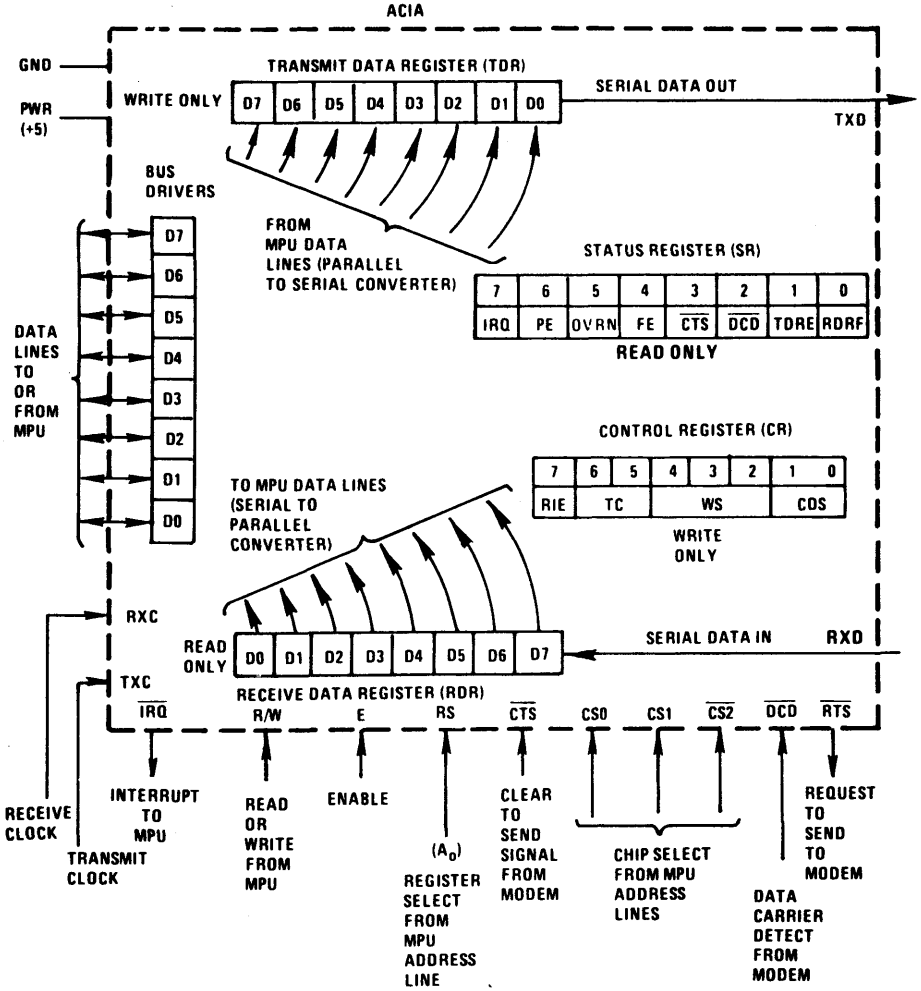 ACIA
GND
PWR
(+5)
TRANSMIT DATA REGISTER (TDR)
WRITE ONLY
D7 D6 D5 D4 D3 D2 D1 D0
SERIAL DATA OUT
TXD
BUS
DRIVERS
FROM
MPU DATA
LINES (PARALLEL
TO SERIAL CONVERTER)
D7
D6
D5
D4
D3
D2
D1
D0
DATA
LINES
TO
OR
FROM
MPU
STATUS REGISTER (SR)
7 6 5 4 3 2 1 0
IRQ PE OVRN FE C̅T̅S̅ D̅C̅D̅ TDRE RDRF
READ ONLY
CONTROL REGISTER (CR)
7 6 5 4 3 2 1 0
RIE TC WS CDS
WRITE
ONLY
TO MPU DATA LINES
(SERIAL TO
PARALLEL
CONVERTER)
RXC
READ
ONLY
D0 D1 D2 D3 D4 D5 D6 D7
SERIAL DATA IN
RXD
RECEIVE DATA REGISTER (RDR)
TXC
I̅R̅Q̅ R/W E RS C̅T̅S̅ CS0 CS1 C̅S̅2̅ D̅C̅D̅ R̅T̅S̅
RECEIVE
CLOCK
TRANSMIT
CLOCK
INTERRUPT
TO
MPU
READ
OR
WRITE
FROM
MPU
ENABLE
(A₀)
REGISTER
SELECT
FROM
MPU
ADDRESS
LINE
CLEAR
TO
SEND
SIGNAL
FROM
MODEM
CHIP SELECT
FROM MPU
ADDRESS
LINES
DATA
CARRIER
DETECT
FROM
MODEM
REQUEST
TO
SEND
TO
MODEM